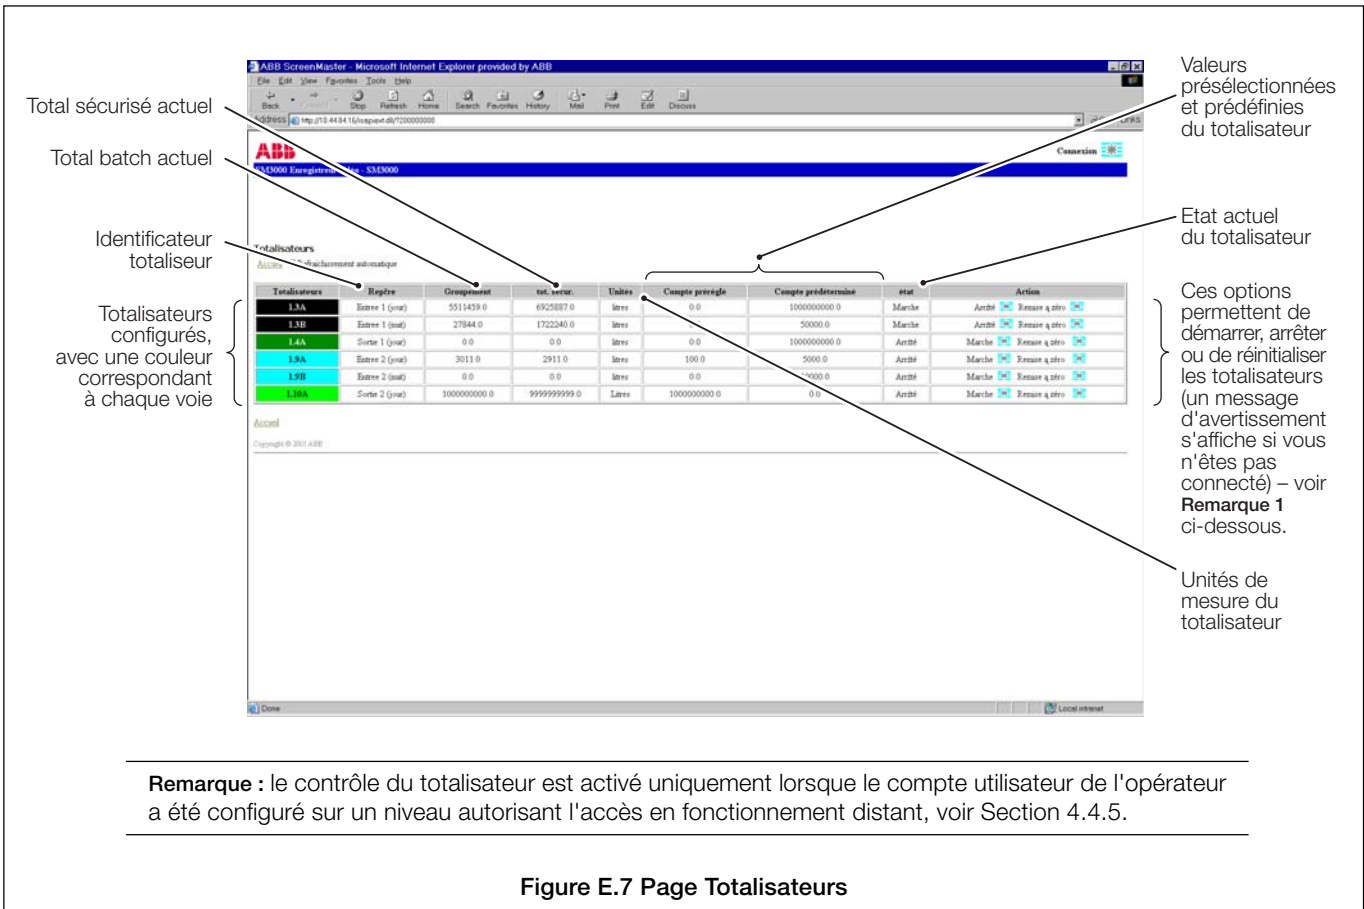 ABB ScreenMaster - Microsoft Internet Explorer provided by ABB
File Edit View Favorites Tools Help
Back Stop Refresh Home Search Favorites History Mail Print Edit Discuss
Address
ABB
Connexion
SM3000
Totalisateurs
Accueil automatique
Totalisateurs Repère Groupement tot. sécur. Unités Compte préréglé Compte prédéterminé état Action
1.3A Entree 1 (jour) 5511459.0 6925887.0 litres 0.0 1000000000.0 Marche Arrêté Remise a zéro
1.3B Entree 1 (nuit) 27844.0 1722240.0 litres 50000.0 Marche Arrêté Remise a zéro
1.4A Sortie 1 (jour) 0.0 0.0 litres 0.0 1000000000.0 Arrêté Marche Remise a zéro
1.9A Entree 2 (jour) 3011.0 2911.0 litres 100.0 5000.0 Arrêté Marche Remise a zéro
1.9B Entree 2 (nuit) 0.0 0.0 litres 0.0 Arrêté Marche Remise a zéro
1.10A Sortie 2 (jour) 1000000000.0 9999999999.0 Litres 1000000000.0 0.0 Arrêté Marche Remise a zéro
Accueil
Copyright © 2003 ABB
Done
Local intranet
Total sécurisé actuel
Total batch actuel
Identificateur
totaliseur
Totalisateurs
configurés,
avec une couleur
correspondant
à chaque voie
Valeurs
présélectionnées
et prédéfinies
du totalisateur
Etat actuel
du totalisateur
Ces options
permettent de
démarrer, arrêter
ou de réinitialiser
les totalisateurs
(un message
d'avertissement
s'affiche si vous
n'êtes pas
connecté) – voir
Remarque 1
ci-dessous.
Unités de
mesure du
totalisateur
Remarque : le contrôle du totalisateur est activé uniquement lorsque le compte utilisateur de l'opérateur
a été configuré sur un niveau autorisant l'accès en fonctionnement distant, voir Section 4.4.5.
Figure E.7 Page Totalisateurs